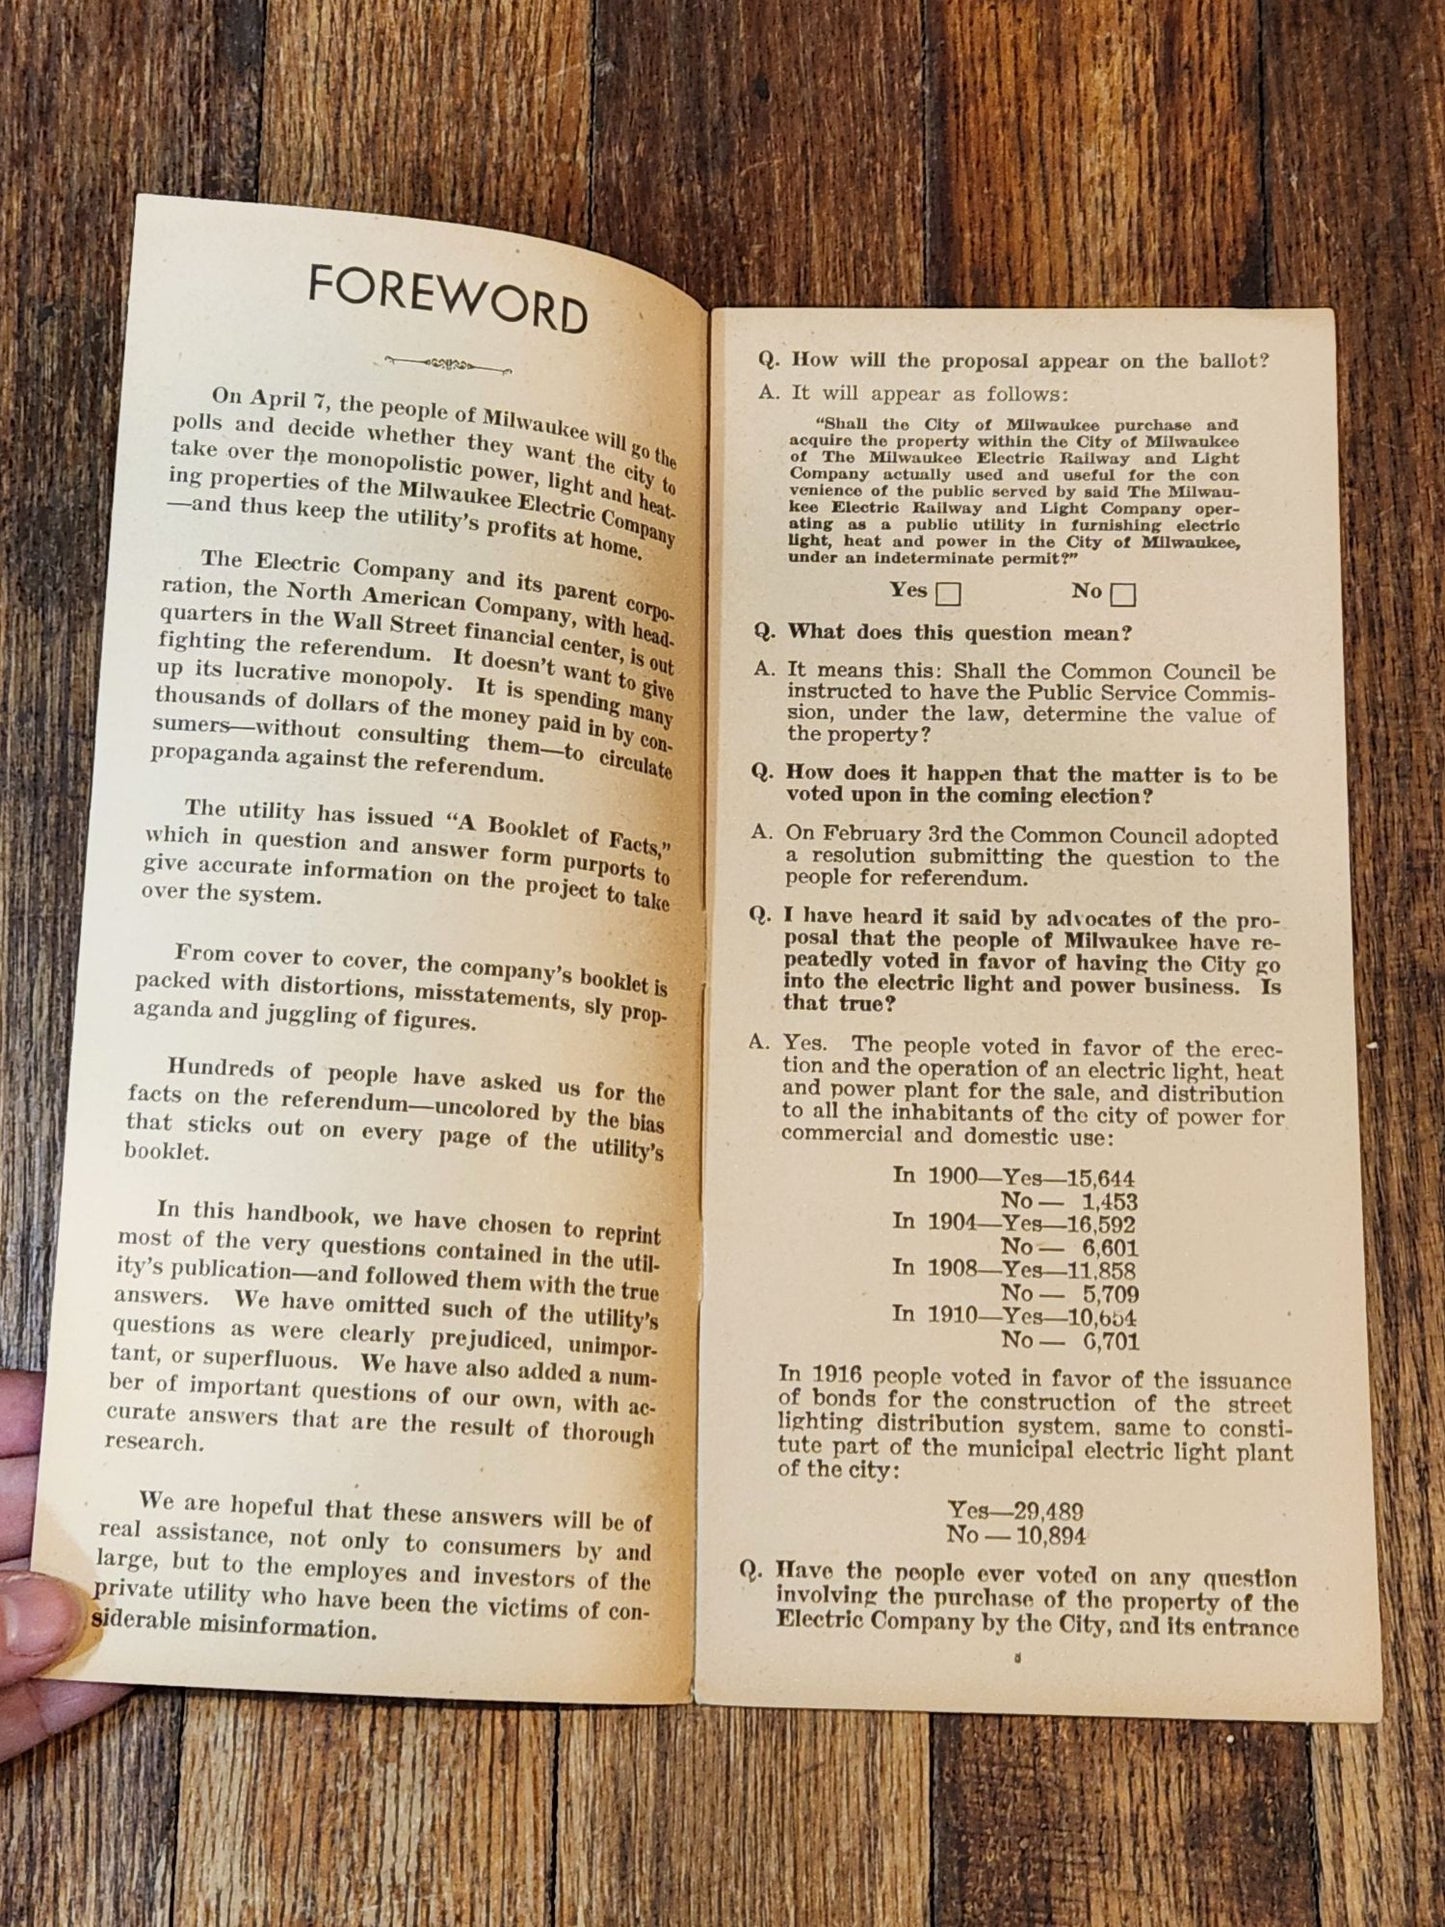 FOREWORD
On April 7, the people of Milwaukee will go the
polls and decide whether they want the city to
take over the monopolistic power, light and heat-
ing properties of the Milwaukee Electric Company
—and thus keep the utility's profits at home.
The Electric Company and its parent corpo-
ration, the North American Company, with head-
quarters in the Wall Street financial center, is out
fighting the referendum. It doesn't want to give
up its lucrative monopoly. It is spending many
thousands of dollars of the money paid in by con-
sumers—without consulting them—to circulate
propaganda against the referendum.
The utility has issued "A Booklet of Facts,"
which in question and answer form purports to
give accurate information on the project to take
over the system.
From cover to cover, the company's booklet is
packed with distortions, misstatements, sly prop-
aganda and juggling of figures.
Hundreds of people have asked us for the
facts on the referendum—uncolored by the bias
that sticks out on every page of the utility's
booklet.
In this handbook, we have chosen to reprint
most of the very questions contained in the util-
ity's publication—and followed them with the true
answers. We have omitted such of the utility's
questions as were clearly prejudiced, unimpor-
tant, or superfluous. We have also added a num-
ber of important questions of our own, with ac-
curate answers that are the result of thorough
research.
We are hopeful that these answers will be of
real assistance, not only to consumers by and
large, but to the employes and investors of the
private utility who have been the victims of con-
siderable misinformation.
Q. How will the proposal appear on the ballot?
A. It will appear as follows:
"Shall the City of Milwaukee purchase and
acquire the property within the City of Milwaukee
of The Milwaukee Electric Railway and Light
Company actually used and useful for the con
venience of the public served by said The Milwau-
kee Electric Railway and Light Company oper-
ating as a public utility in furnishing electric
light, heat and power in the City of Milwaukee,
under an indeterminate permit?"
Yes □ No □
Q. What does this question mean?
A. It means this: Shall the Common Council be
instructed to have the Public Service Commis-
sion, under the law, determine the value of
the property?
Q. How does it happen that the matter is to be
voted upon in the coming election?
A. On February 3rd the Common Council adopted
a resolution submitting the question to the
people for referendum.
Q. I have heard it said by advocates of the pro-
posal that the people of Milwaukee have re-
peatedly voted in favor of having the City go
into the electric light and power business. Is
that true?
A. Yes. The people voted in favor of the erec-
tion and the operation of an electric light, heat
and power plant for the sale, and distribution
to all the inhabitants of the city of power for
commercial and domestic use:
In 1900—Yes—15,644
No— 1,453
In 1904—Yes—16,592
No— 6,601
In 1908—Yes—11,858
No— 5,709
In 1910—Yes—10,654
No— 6,701
In 1916 people voted in favor of the issuance
of bonds for the construction of the street
lighting distribution system, same to consti-
tute part of the municipal electric light plant
of the city:
Yes—29,489
No—10,894
Q. Have the people ever voted on any question
involving the purchase of the property of the
Electric Company by the City, and its entrance